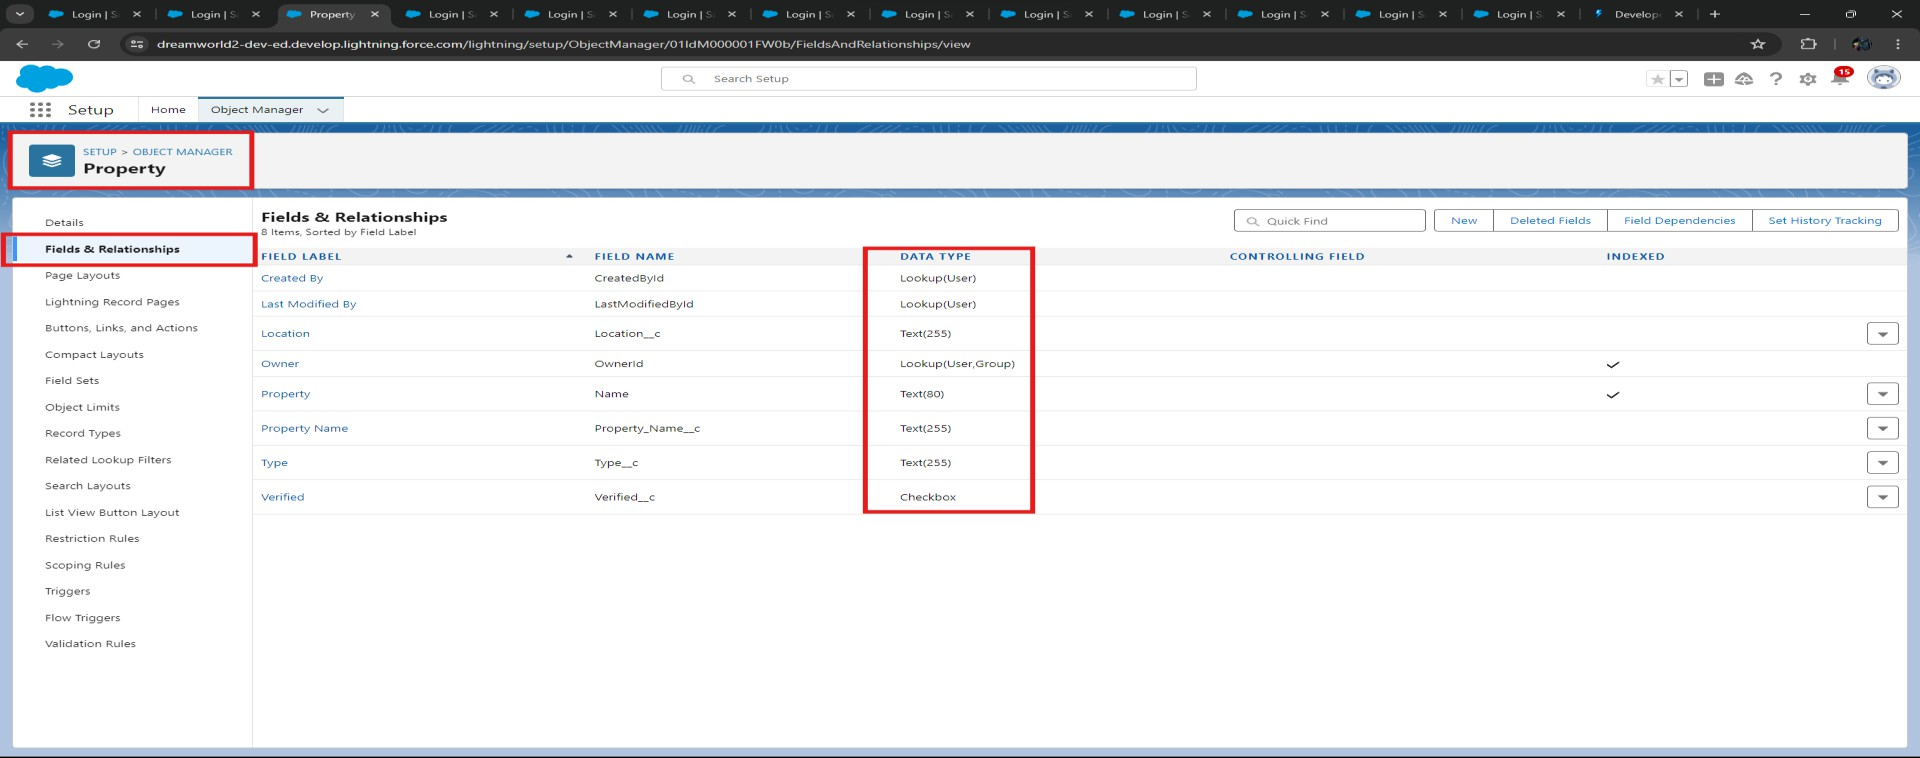 Login | S
Login | S
Property
Login | S
Login | S
Login | S
Login | S
Login | S
Login | S
Login | S
Login | S
Login | S
Login | S
Develop
dreamworld2-dev-ed.develop.lightning.force.com/lightning/setup/ObjectManager/01IdM000001FW0b/FieldsAndRelationships/view
Search Setup
15
Setup
Home
Object Manager
SETUP > OBJECT MANAGER
Property
Details
Fields & Relationships
Page Layouts
Lightning Record Pages
Buttons, Links, and Actions
Compact Layouts
Field Sets
Object Limits
Record Types
Related Lookup Filters
Search Layouts
List View Button Layout
Restriction Rules
Scoping Rules
Triggers
Flow Triggers
Validation Rules
Fields & Relationships
8 Items, Sorted by Field Label
Quick Find
New
Deleted Fields
Field Dependencies
Set History Tracking
FIELD LABEL FIELD NAME DATA TYPE CONTROLLING FIELD INDEXED
Created By CreatedById Lookup(User)
Last Modified By LastModifiedById Lookup(User)
Location Location__c Text(255)
Owner OwnerId Lookup(User,Group)
Property Name Text(80)
Property Name Property_Name__c Text(255)
Type Type__c Text(255)
Verified Verified__c Checkbox